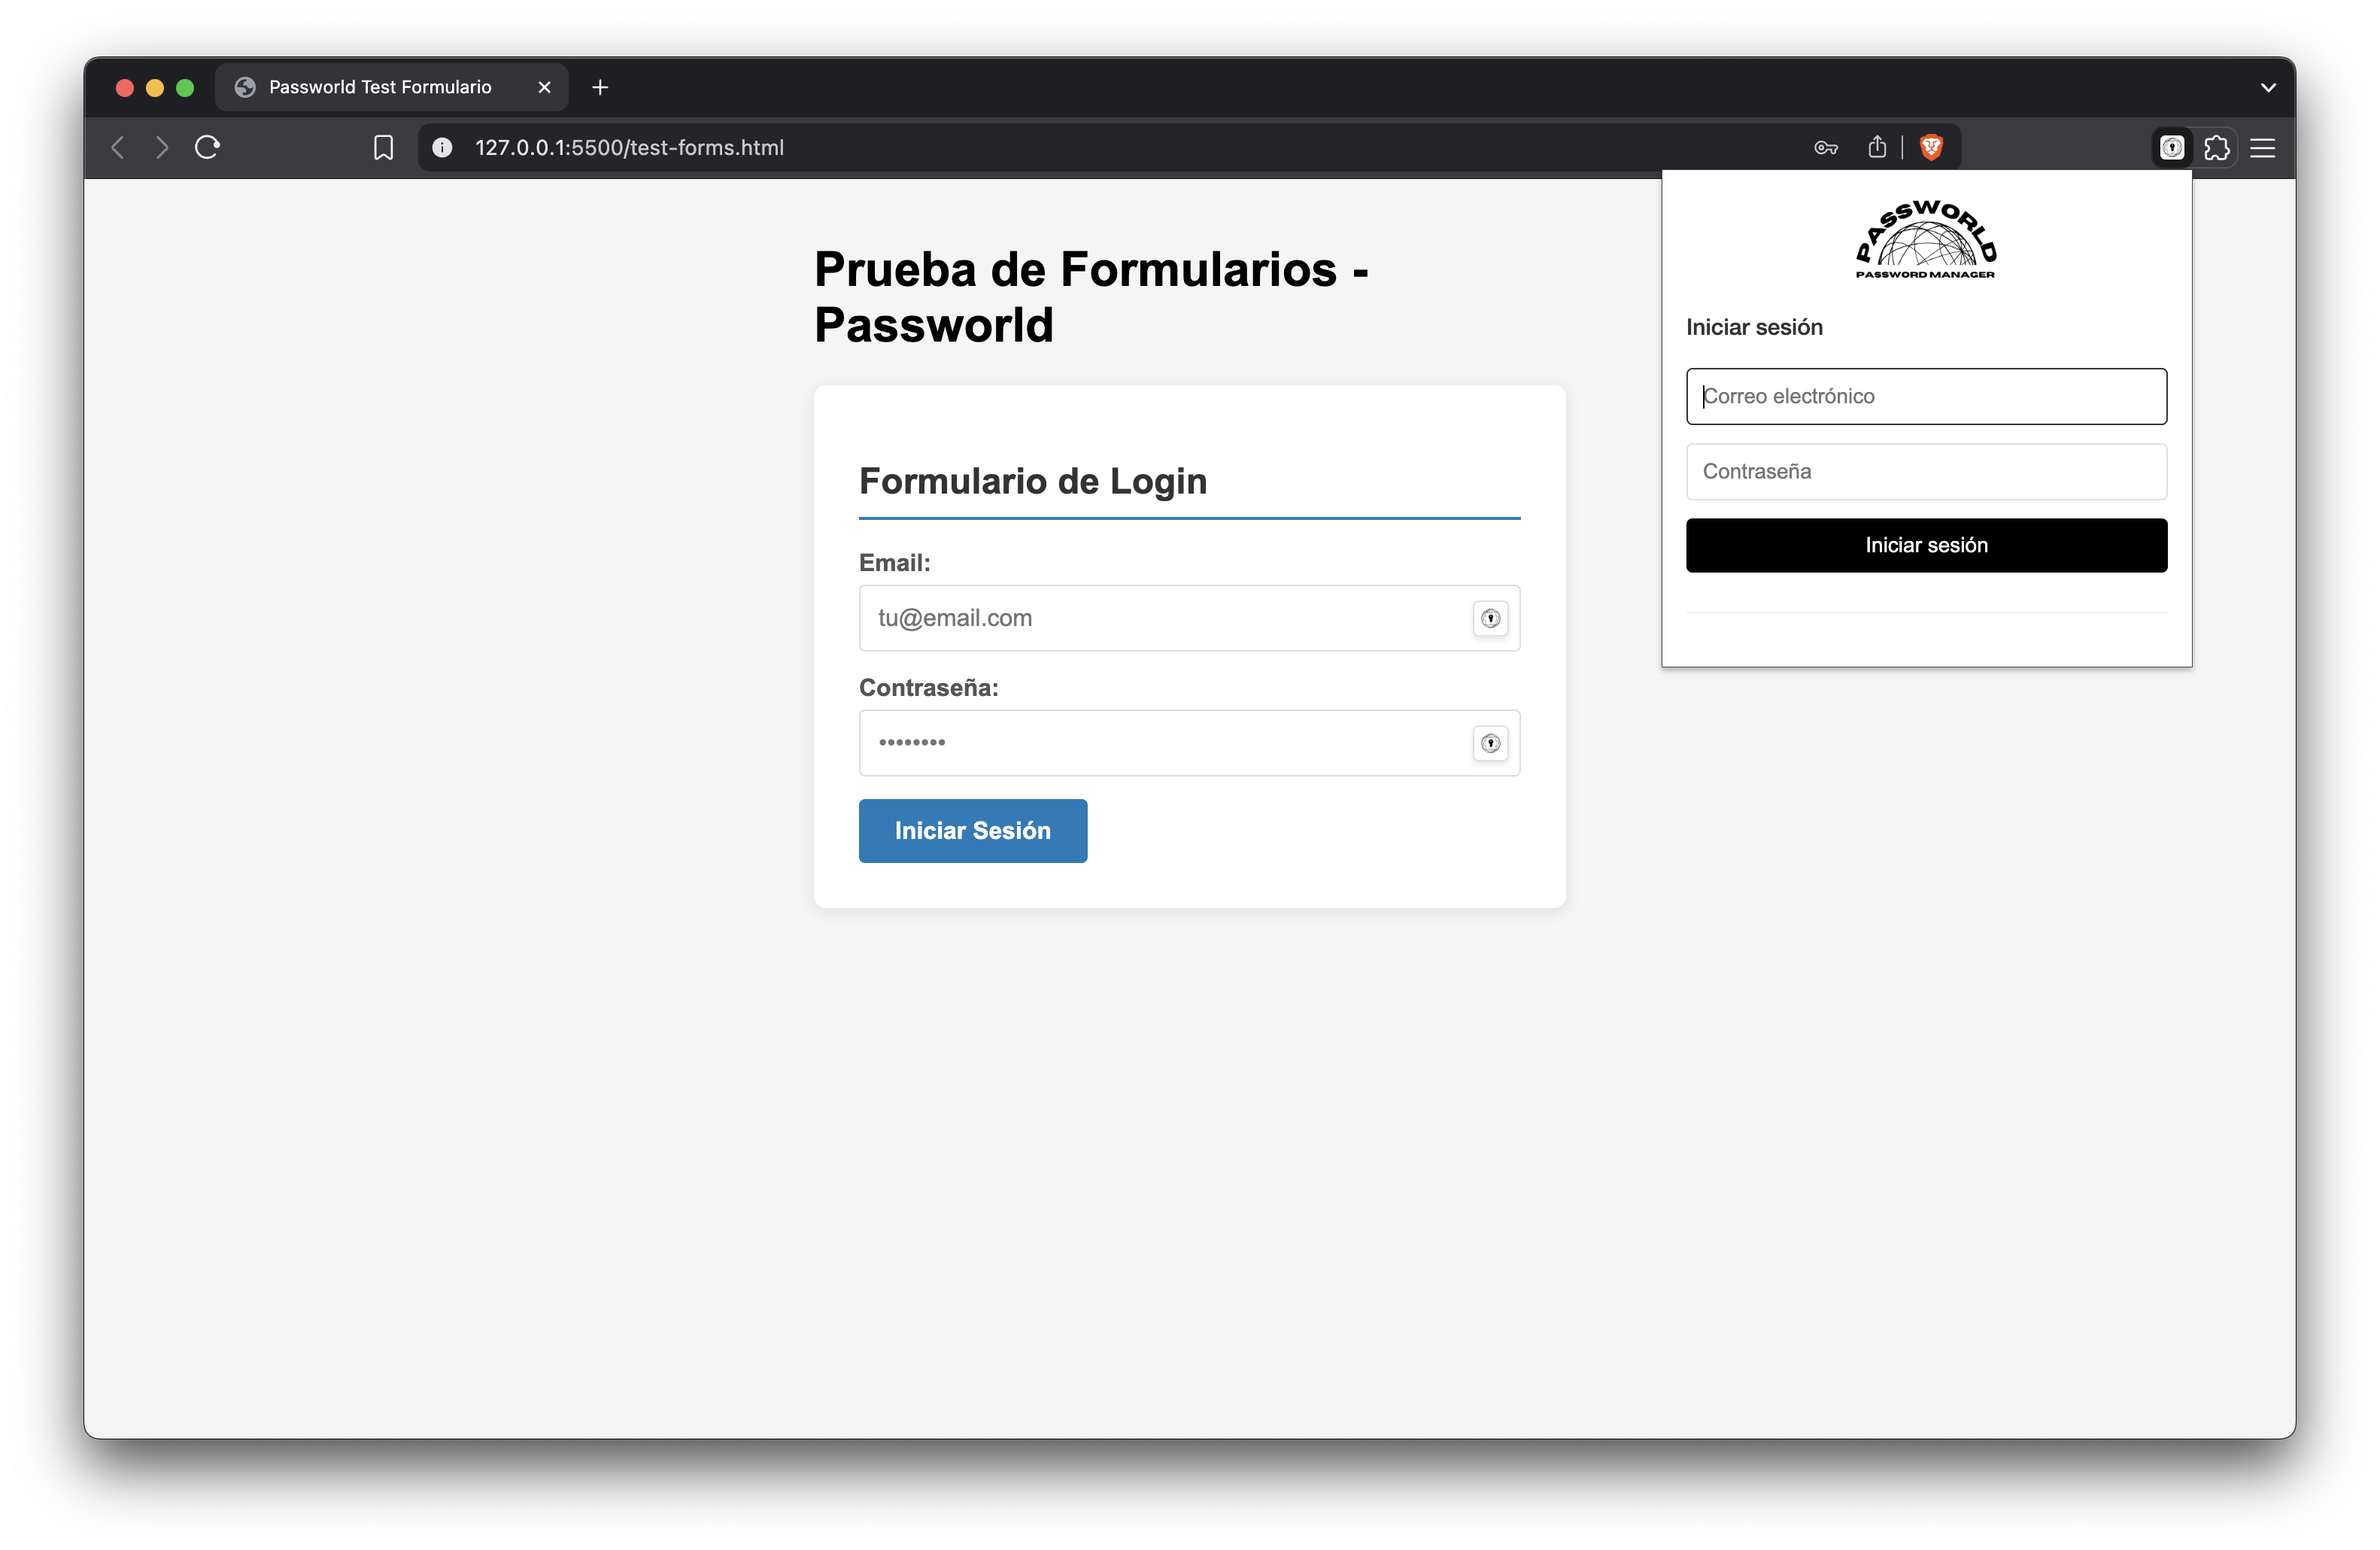 Passworld Test Formulario
127.0.0.1:5500/test-forms.html
Prueba de Formularios -
Passworld
Formulario de Login
Email:
tu@email.com
Contraseña:
••••••••
Iniciar Sesión
PASSWORLD
PASSWORD MANAGER
Iniciar sesión
Correo electrónico
Contraseña
Iniciar sesión